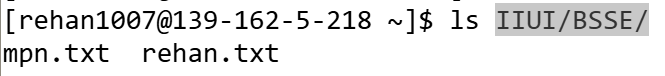 [rehan1007@139-162-5-218 ~]$ ls IIUI/BSSE/
mpn.txt  rehan.txt